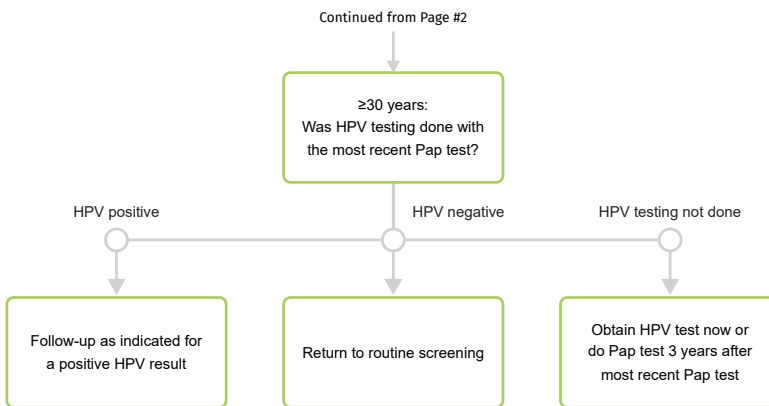 Continued from Page #2
≥30 years:
Was HPV testing done with
the most recent Pap test?
HPV positive
HPV negative
HPV testing not done
Follow-up as indicated for
a positive HPV result
Return to routine screening
Obtain HPV test now or
do Pap test 3 years after
most recent Pap test